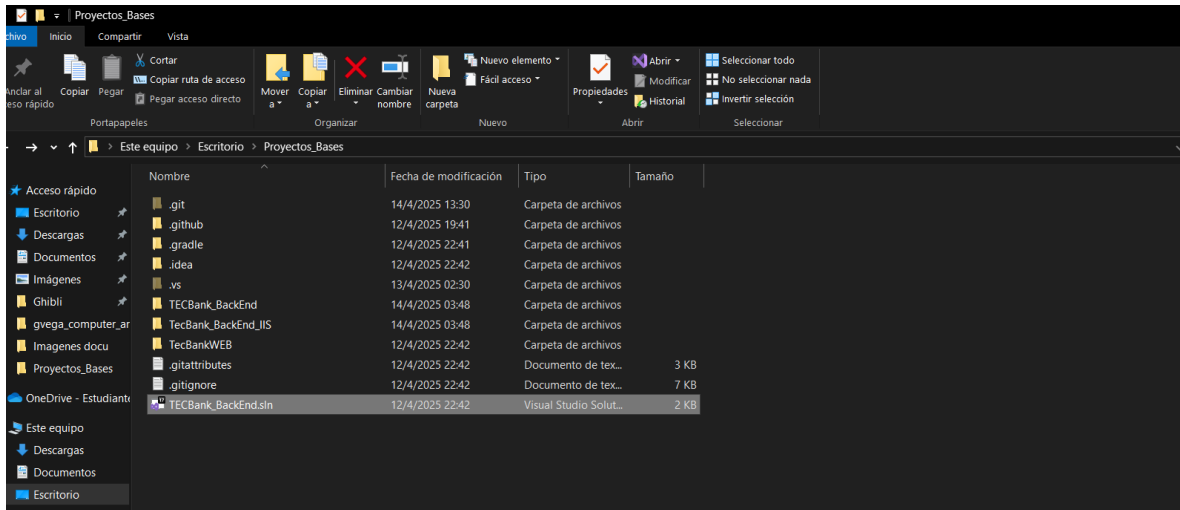 Proyectos_Bases
chivo Inicio Compartir Vista
Andar al
eso rápido
Copiar
Pegar
Cortar
Copiar ruta de acceso
Pegar acceso directo
Portapapeles
Mover
a
Copiar
a
Eliminar
Cambiar
nombre
Organizar
Nueva
carpeta
Nuevo elemento
Fácil acceso
Nuevo
Propiedades
Abrir
Modificar
Historial
Abrir
Seleccionar todo
No seleccionar nada
Invertir selección
Seleccionar
Este equipo > Escritorio > Proyectos_Bases
Acceso rápido
Escritorio
Descargas
Documentos
Imágenes
Ghibli
gvega_computer_ar
Imagenes docu
Proyectos_Bases
OneDrive - Estudiante
Este equipo
Descargas
Documentos
Escritorio
Nombre Fecha de modificación Tipo Tamaño
.git 14/4/2025 13:30 Carpeta de archivos
.github 12/4/2025 19:41 Carpeta de archivos
.gradle 12/4/2025 22:41 Carpeta de archivos
.idea 12/4/2025 22:42 Carpeta de archivos
.vs 13/4/2025 02:30 Carpeta de archivos
TECBank_BackEnd 14/4/2025 03:48 Carpeta de archivos
TecBank_BackEnd_IIS 14/4/2025 03:48 Carpeta de archivos
TecBankWEB 12/4/2025 22:42 Carpeta de archivos
.gitattributes 12/4/2025 22:42 Documento de tex... 3 KB
.gitignore 12/4/2025 22:42 Documento de tex... 7 KB
TECBank_BackEnd.sln 12/4/2025 22:42 Visual Studio Solut... 2 KB